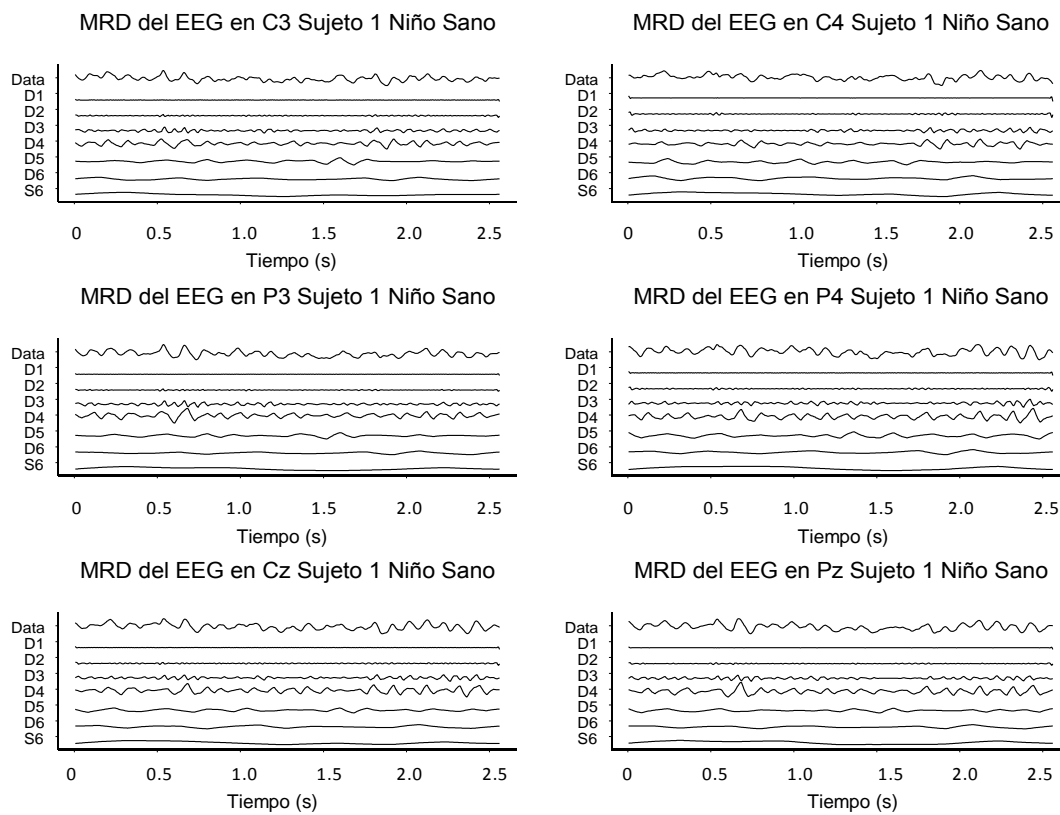 MRD del EEG en C3 Sujeto 1 Niño Sano
Data
D1
D2
D3
D4
D5
D6
S6
0 0.5 1.0 1.5 2.0 2.5
Tiempo (s)
MRD del EEG en C4 Sujeto 1 Niño Sano
Data
D1
D2
D3
D4
D5
D6
S6
0 0.5 1.0 1.5 2.0 2.5
Tiempo (s)
MRD del EEG en P3 Sujeto 1 Niño Sano
Data
D1
D2
D3
D4
D5
D6
S6
0 0.5 1.0 1.5 2.0 2.5
Tiempo (s)
MRD del EEG en P4 Sujeto 1 Niño Sano
Data
D1
D2
D3
D4
D5
D6
S6
0 0.5 1.0 1.5 2.0 2.5
Tiempo (s)
MRD del EEG en Cz Sujeto 1 Niño Sano
Data
D1
D2
D3
D4
D5
D6
S6
0 0.5 1.0 1.5 2.0 2.5
Tiempo (s)
MRD del EEG en Pz Sujeto 1 Niño Sano
Data
D1
D2
D3
D4
D5
D6
S6
0 0.5 1.0 1.5 2.0 2.5
Tiempo (s)